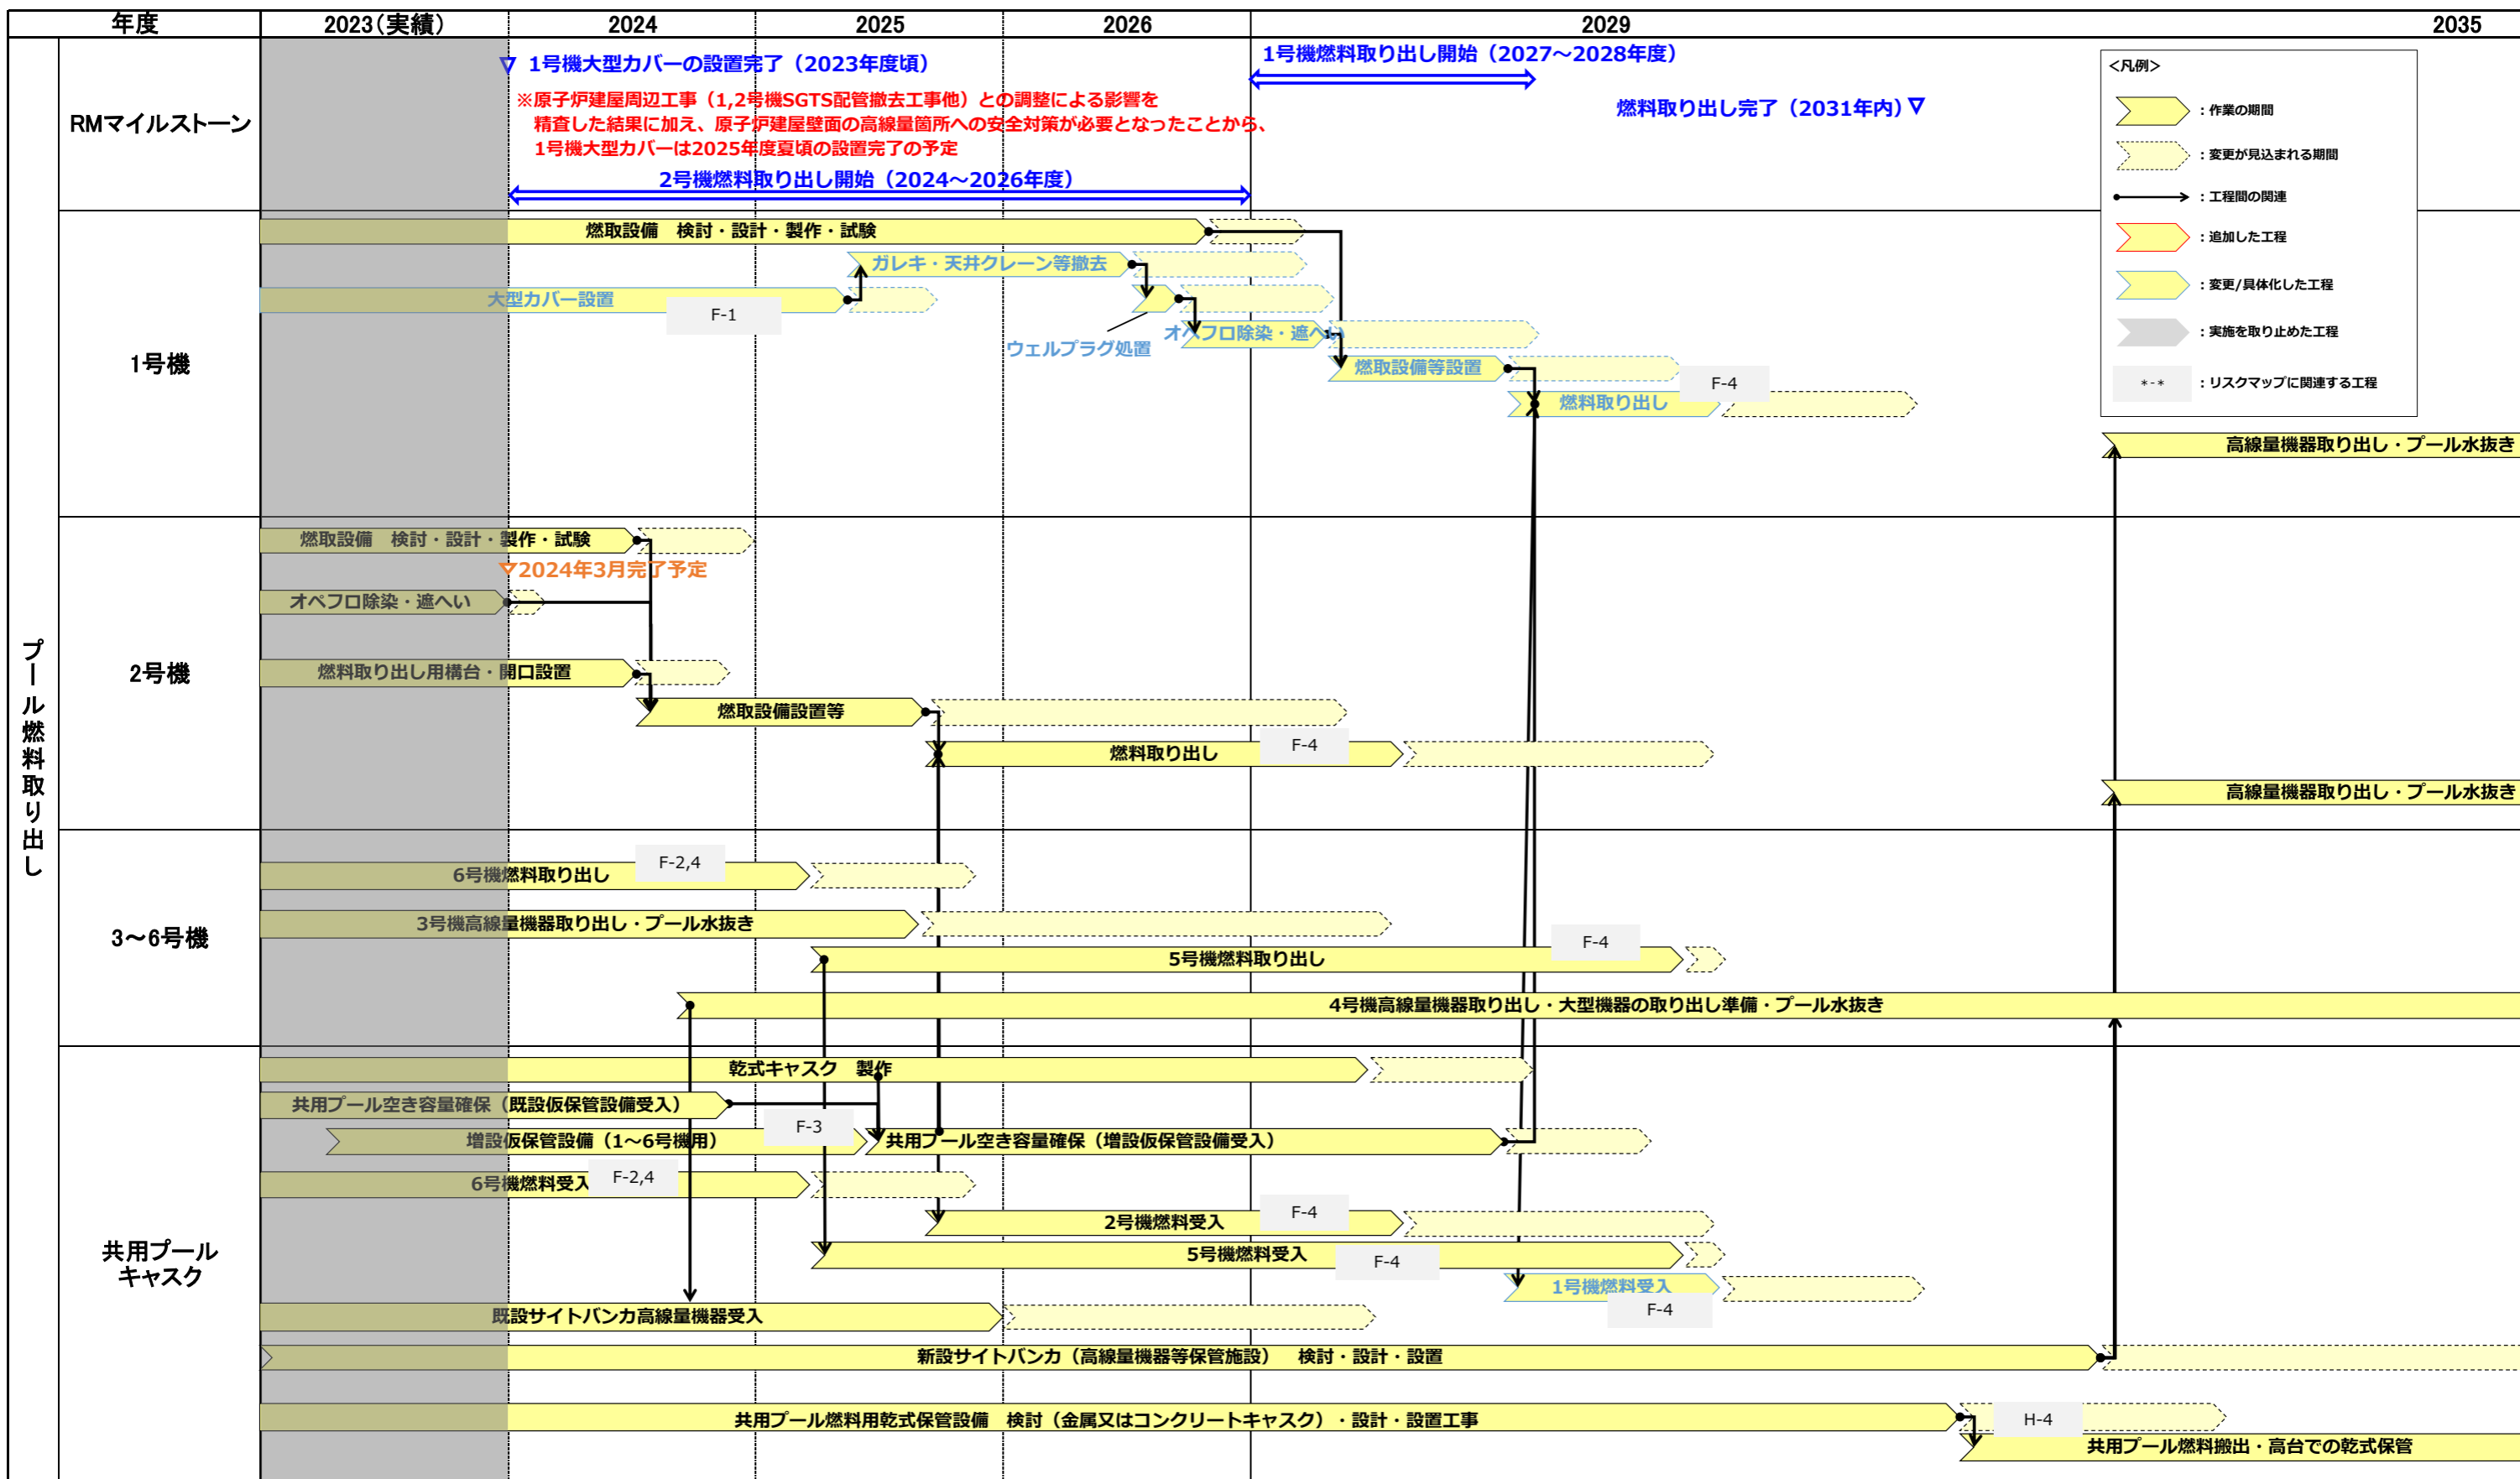 年度
2023(実績)
2024
2025
2026
2029
2035
プール燃料取り出し
RMマイルストーン
1号機大型カバーの設置完了（2023年度頃）
※原子炉建屋周辺工事（1,2号機SGTS配管撤去工事他）との調整による影響を
精査した結果に加え、原子炉建屋壁面の高線量箇所への安全対策が必要となったことから、
1号機大型カバーは2025年度夏頃の設置完了の予定
2号機燃料取り出し開始（2024～2026年度）
1号機燃料取り出し開始（2027～2028年度）
燃料取り出し完了（2031年内）
<凡例>
：作業の期間
：変更が見込まれる期間
：工程間の関連
：追加した工程
：変更/具体化した工程
：実施を取り止めた工程
*-*
：リスクマップに関連する工程
1号機
燃取設備 検討・設計・製作・試験
ガレキ・天井クレーン等撤去
大型カバー設置
F-1
ウェルプラグ処置
オペフロ除染・遮へい
燃取設備等設置
F-4
燃料取り出し
高線量機器取り出し・プール水抜き
2号機
燃取設備 検討・設計・製作・試験
2024年3月完了予定
オペフロ除染・遮へい
燃料取り出し用構台・開口設置
燃取設備設置等
燃料取り出し
F-4
高線量機器取り出し・プール水抜き
3～6号機
F-2,4
6号機燃料取り出し
3号機高線量機器取り出し・プール水抜き
F-4
5号機燃料取り出し
4号機高線量機器取り出し・大型機器の取り出し準備・プール水抜き
共用プール
キャスク
乾式キャスク 製作
共用プール空き容量確保（既設仮保管設備受入）
増設仮保管設備（1～6号機用）
F-3
共用プール空き容量確保（増設仮保管設備受入）
6号機燃料受入
F-2,4
2号機燃料受入
F-4
5号機燃料受入
F-4
1号機燃料受入
F-4
既設サイトバンカ高線量機器受入
新設サイトバンカ（高線量機器等保管施設） 検討・設計・設置
共用プール燃料用乾式保管設備 検討（金属又はコンクリートキャスク）・設計・設置工事
H-4
共用プール燃料搬出・高台での乾式保管